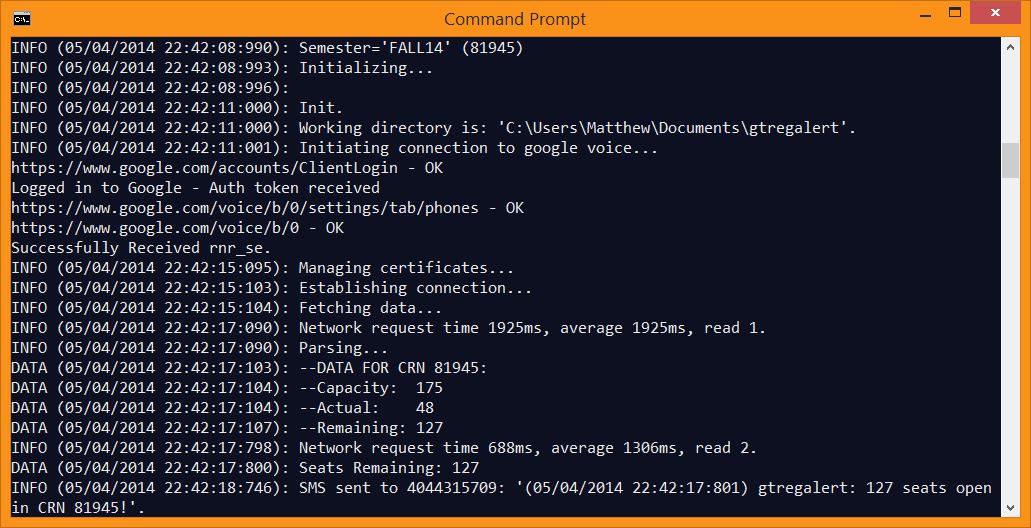 Command Prompt
INFO (05/04/2014 22:42:08:990): Semester='FALL14' (81945)
INFO (05/04/2014 22:42:08:993): Initializing...
INFO (05/04/2014 22:42:08:996):
INFO (05/04/2014 22:42:11:000): Init.
INFO (05/04/2014 22:42:11:000): Working directory is: 'C:\Users\Matthew\Documents\gtregalert'.
INFO (05/04/2014 22:42:11:001): Initiating connection to google voice...
https://www.google.com/accounts/ClientLogin - OK
Logged in to Google - Auth token received
https://www.google.com/voice/b/0/settings/tab/phones - OK
https://www.google.com/voice/b/0 - OK
Successfully Received rnr_se.
INFO (05/04/2014 22:42:15:095): Managing certificates...
INFO (05/04/2014 22:42:15:103): Establishing connection...
INFO (05/04/2014 22:42:15:104): Fetching data...
INFO (05/04/2014 22:42:17:090): Network request time 1925ms, average 1925ms, read 1.
INFO (05/04/2014 22:42:17:090): Parsing...
DATA (05/04/2014 22:42:17:103): --DATA FOR CRN 81945:
DATA (05/04/2014 22:42:17:104): --Capacity:  175
DATA (05/04/2014 22:42:17:104): --Actual:    48
DATA (05/04/2014 22:42:17:107): --Remaining: 127
INFO (05/04/2014 22:42:17:798): Network request time 688ms, average 1306ms, read 2.
DATA (05/04/2014 22:42:17:800): Seats Remaining: 127
INFO (05/04/2014 22:42:18:746): SMS sent to 4044315709: '(05/04/2014 22:42:17:801) gtregalert: 127 seats open
in CRN 81945!'.